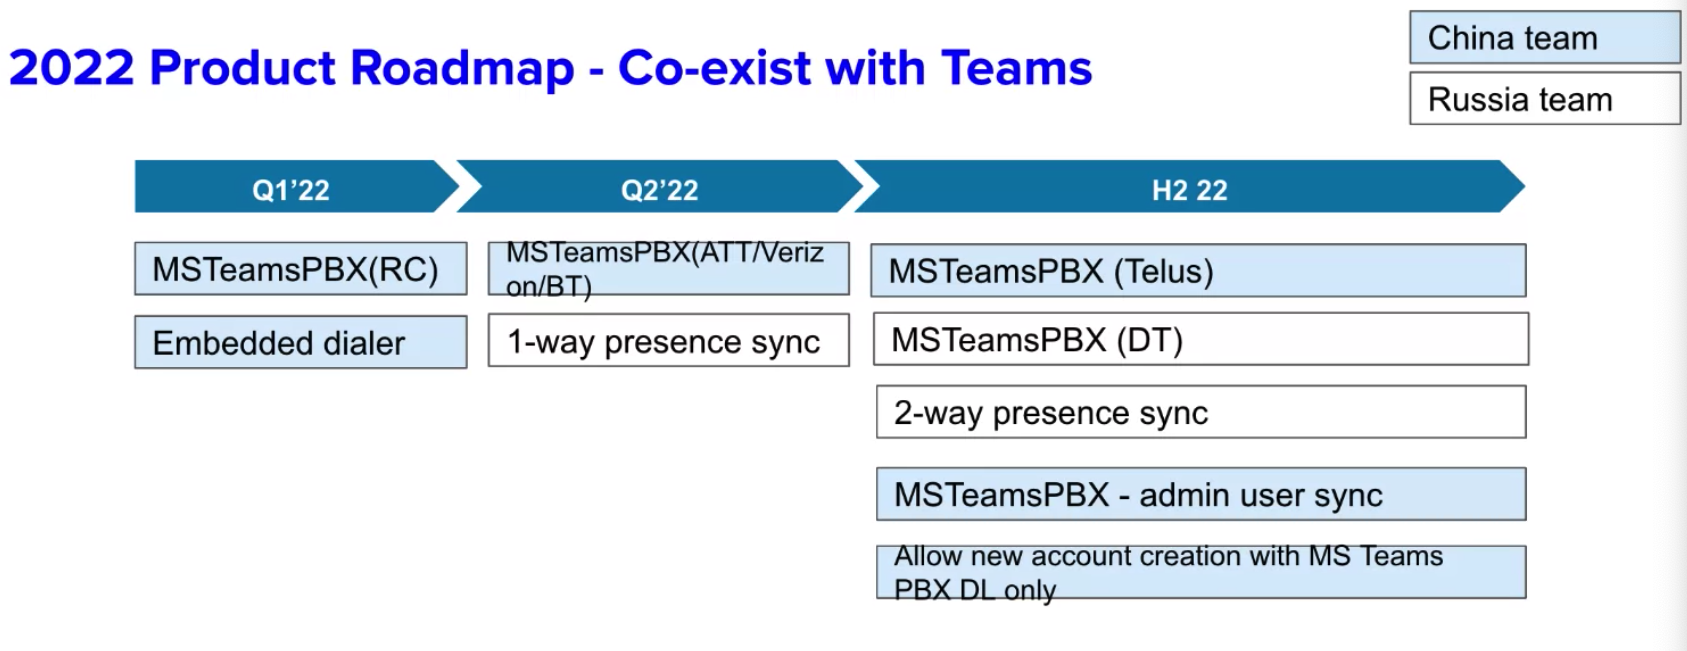 China team
2022 Product Roadmap - Co-exist with Teams
Russia team
Q1’22
Q2’22
H2 22
MSTeamsPBX(RC)
MSTeamsPBX(ATT/Veriz
on/BT)
MSTeamsPBX (Telus)
Embedded dialer
1-way presence sync
MSTeamsPBX (DT)
2-way presence sync
MSTeamsPBX - admin user sync
Allow new account creation with MS Teams
PBX DL only